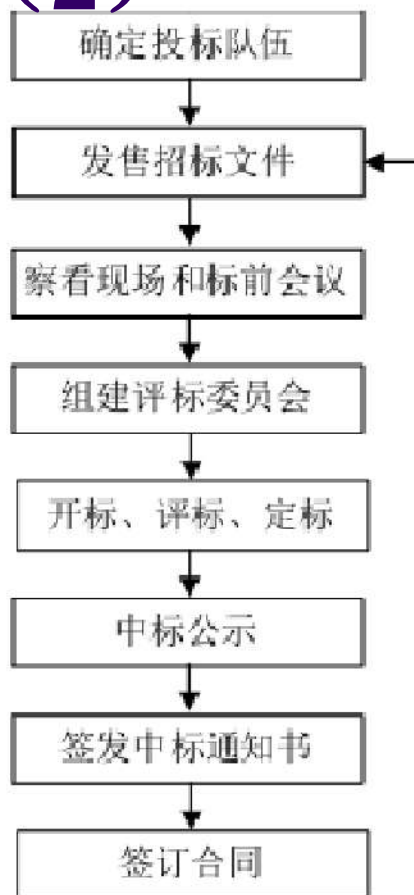 确定投标队伍
发售招标文件
察看现场和标前会议
组建评标委员会
开标、评标、定标
中标公示
签发中标通知书
签订合同